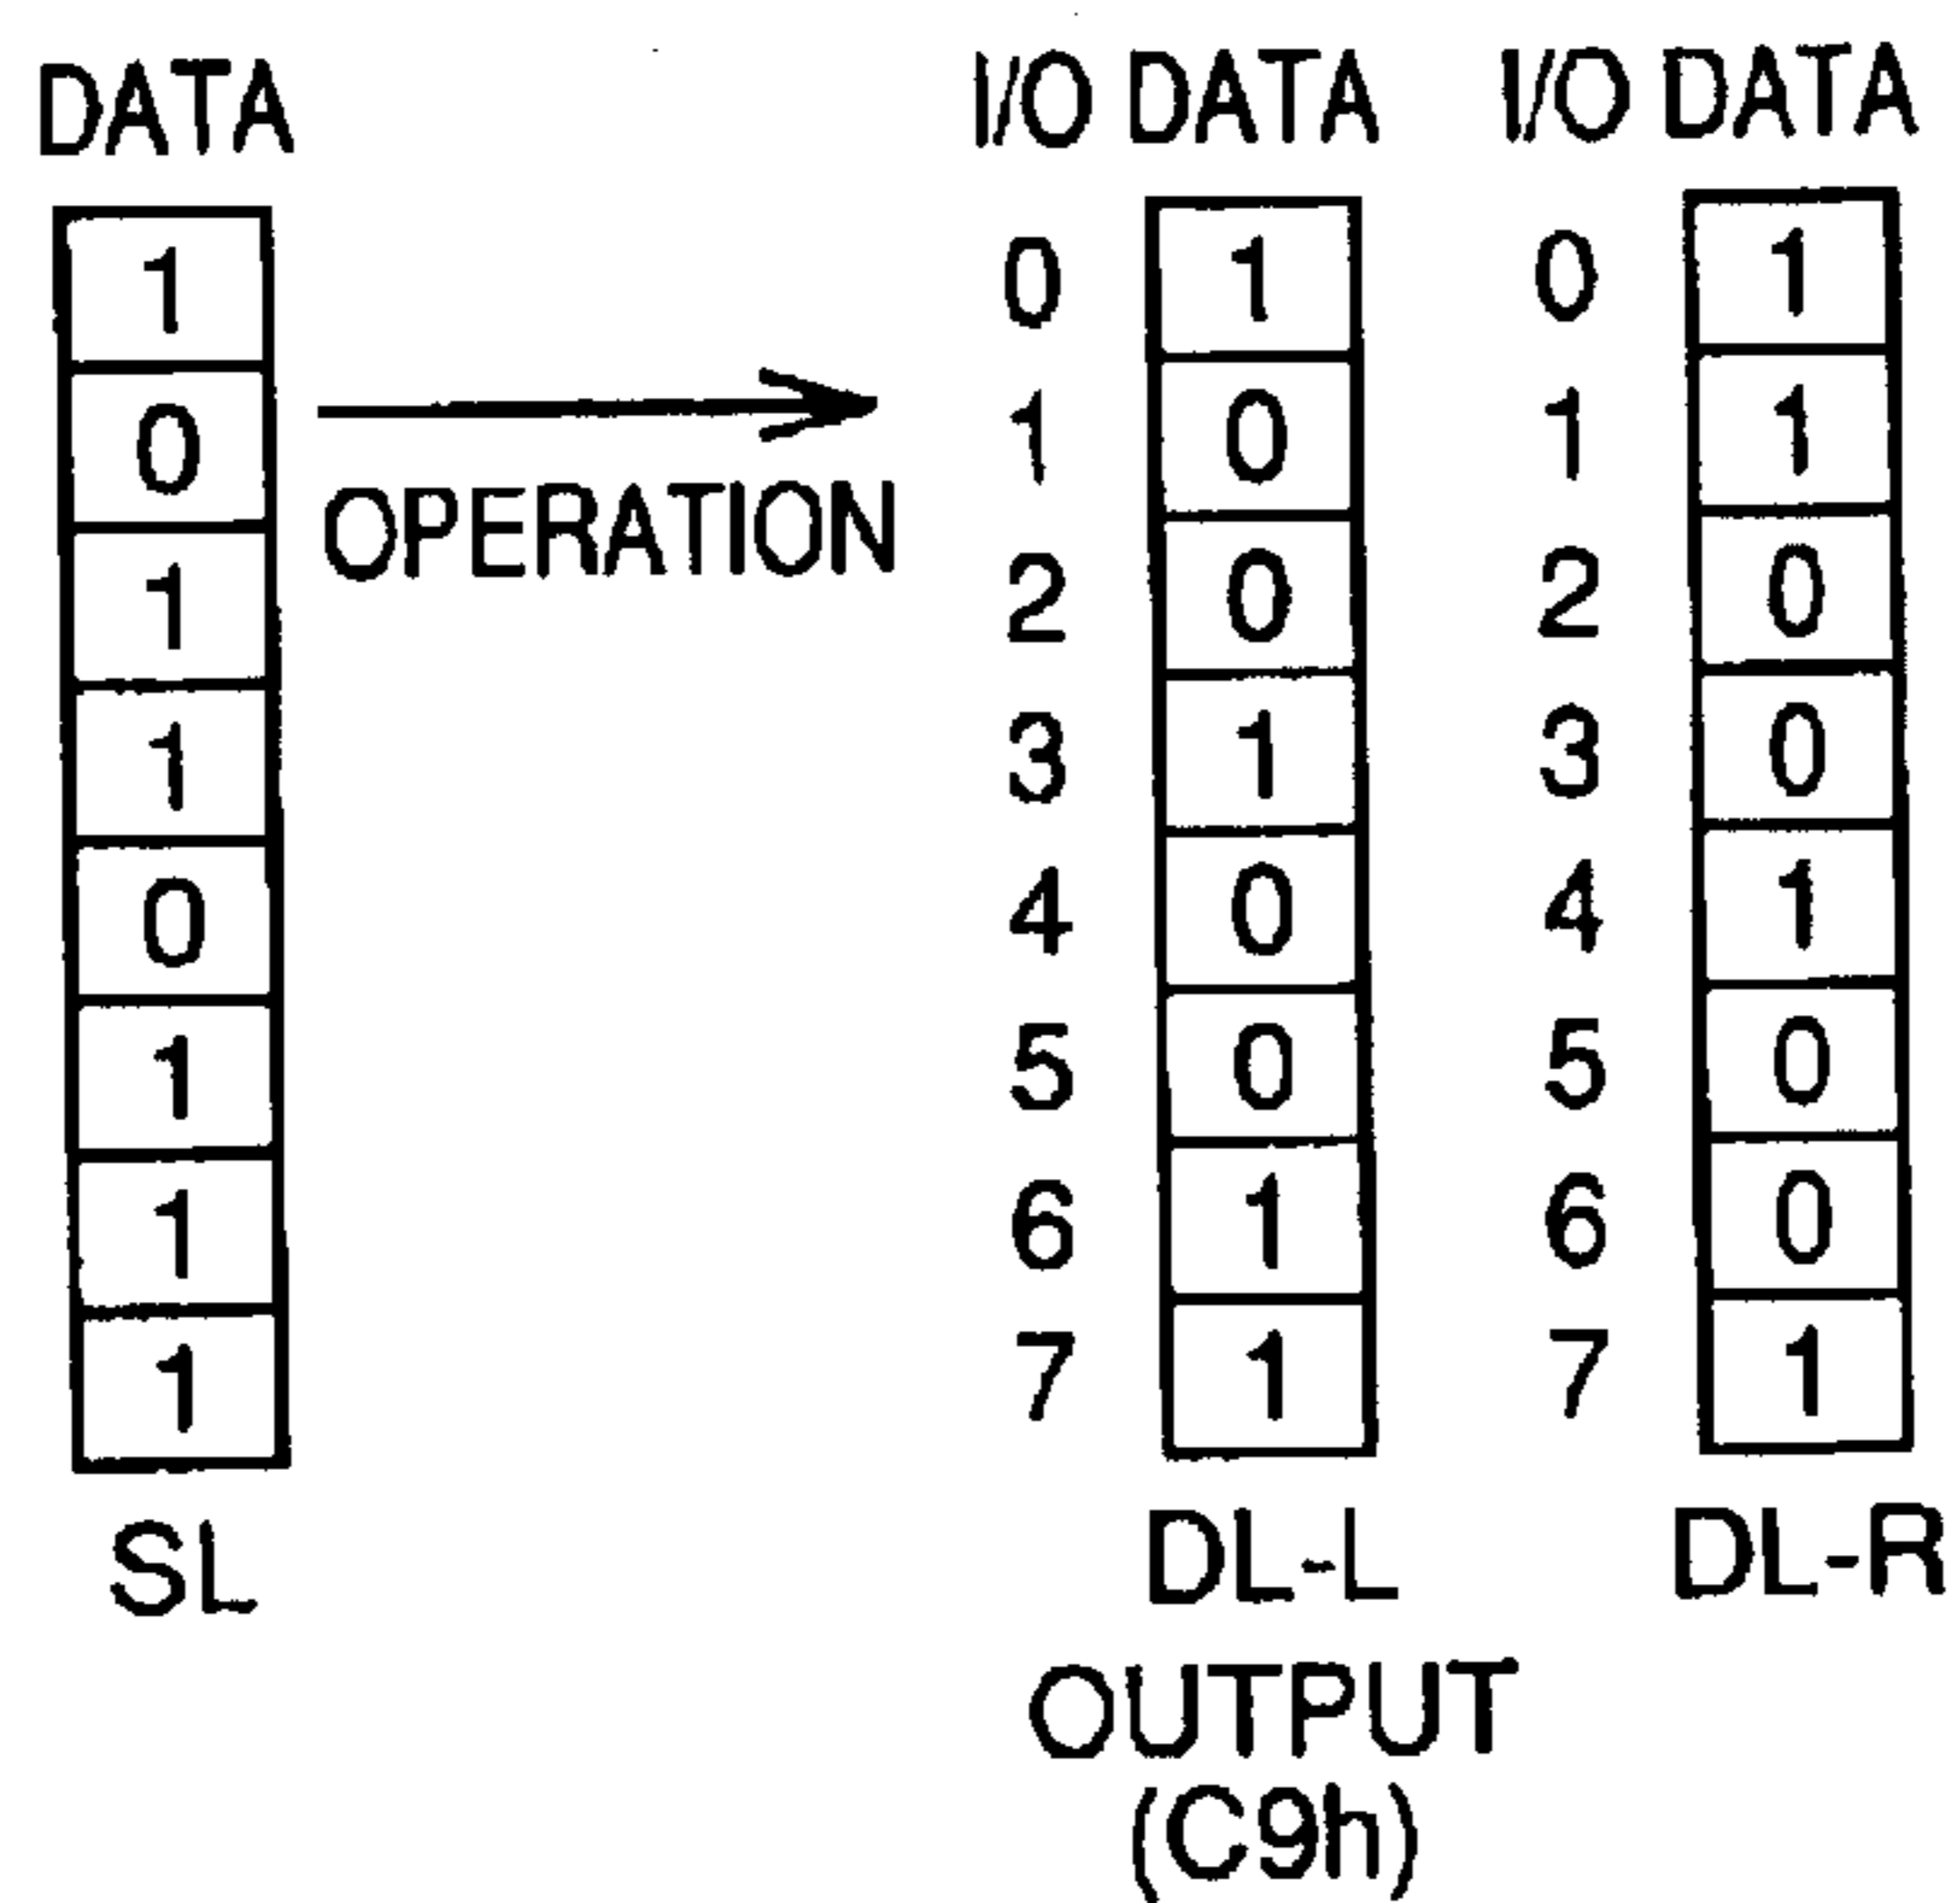 DATA I/O DATA I/O DATA
1 0 1 0 1
0 1 0 1 1
OPERATION
1 2 0 2 0
1 3 1 3 0
0 4 0 4 1
1 5 0 5 0
1 6 1 6 0
1 7 1 7 1
SL DL-L DL-R
OUTPUT
(C9h)